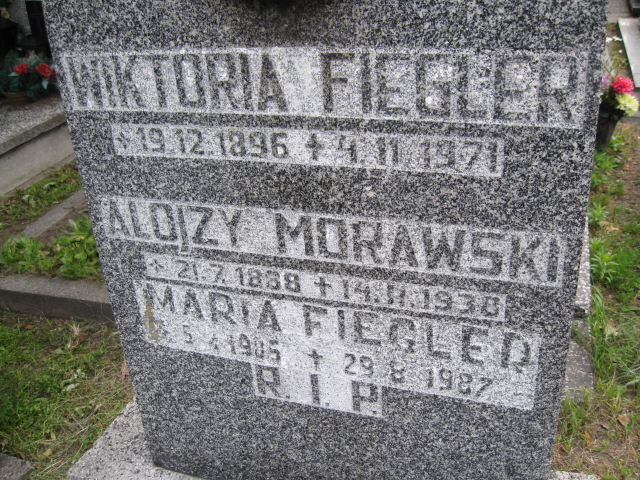 WIKTORIA FIEGLER
* 19.12.1896 + 4.11.1971
ALOJZY MORAWSKI
* 21.7.1888 + 14.11.1938
MARIA FIEGLER
* 5.4.1905 + 29.8.1987
R.I.P.